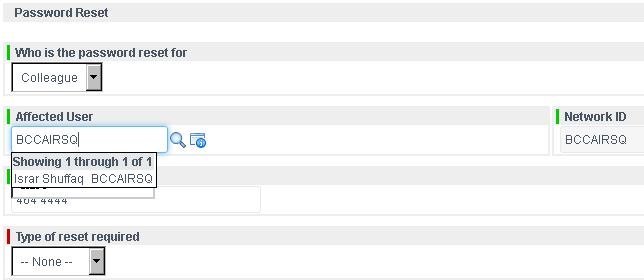 Password Reset
Who is the password reset for
Colleague
Affected User
Network ID
BCCAIRSQ
BCCAIRSQ
Showing 1 through 1 of 1
Israr Shuffaq BCCAIRSQ
464 4444
Type of reset required
-- None --